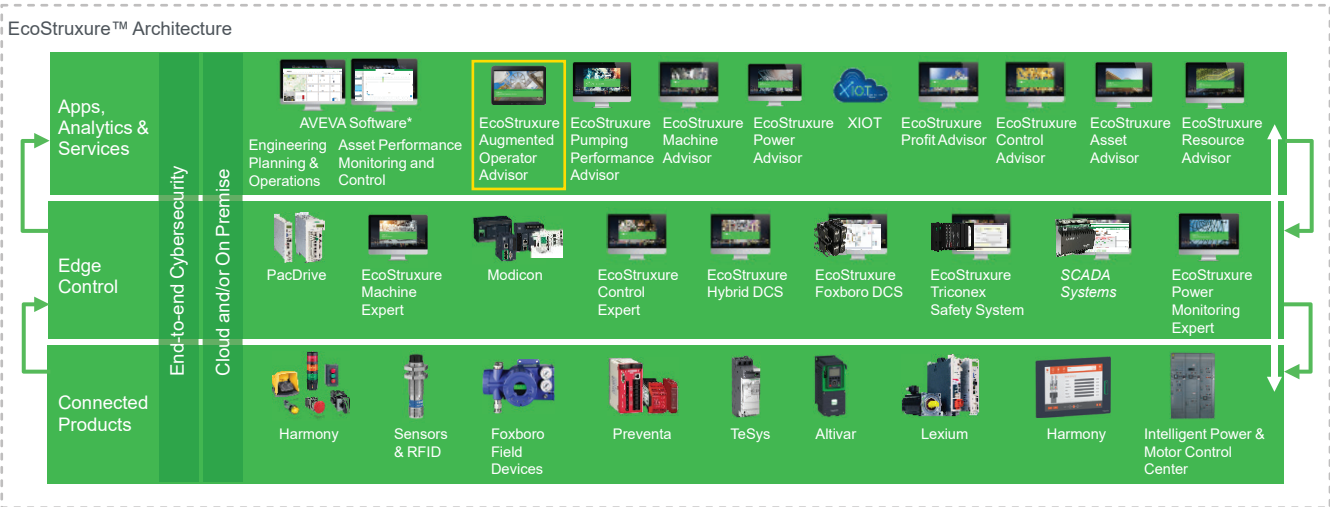 EcoStruxure™ Architecture
Apps,
Analytics &
Services
End-to-end Cybersecurity
Cloud and/or On Premise
AVEVA Software*
Engineering
Planning &
Operations
Asset Performance
Monitoring and
Control
EcoStruxure
Augmented
Operator
Advisor
EcoStruxure
Pumping
Performance
Advisor
EcoStruxure
Machine
Advisor
EcoStruxure
Power
Advisor
XIOT
XIOT
EcoStruxure
Profit Advisor
EcoStruxure
Control
Advisor
EcoStruxure
Asset
Advisor
EcoStruxure
Resource
Advisor
Edge
Control
PacDrive
EcoStruxure
Machine
Expert
Modicon
EcoStruxure
Control
Expert
EcoStruxure
Hybrid DCS
EcoStruxure
Foxboro DCS
EcoStruxure
Triconex
Safety System
SCADA
Systems
EcoStruxure
Power
Monitoring
Expert
Connected
Products
Harmony
Sensors
& RFID
Foxboro
Field
Devices
Preventa
TeSys
Altivar
Lexium
Harmony
Intelligent Power &
Motor Control
Center